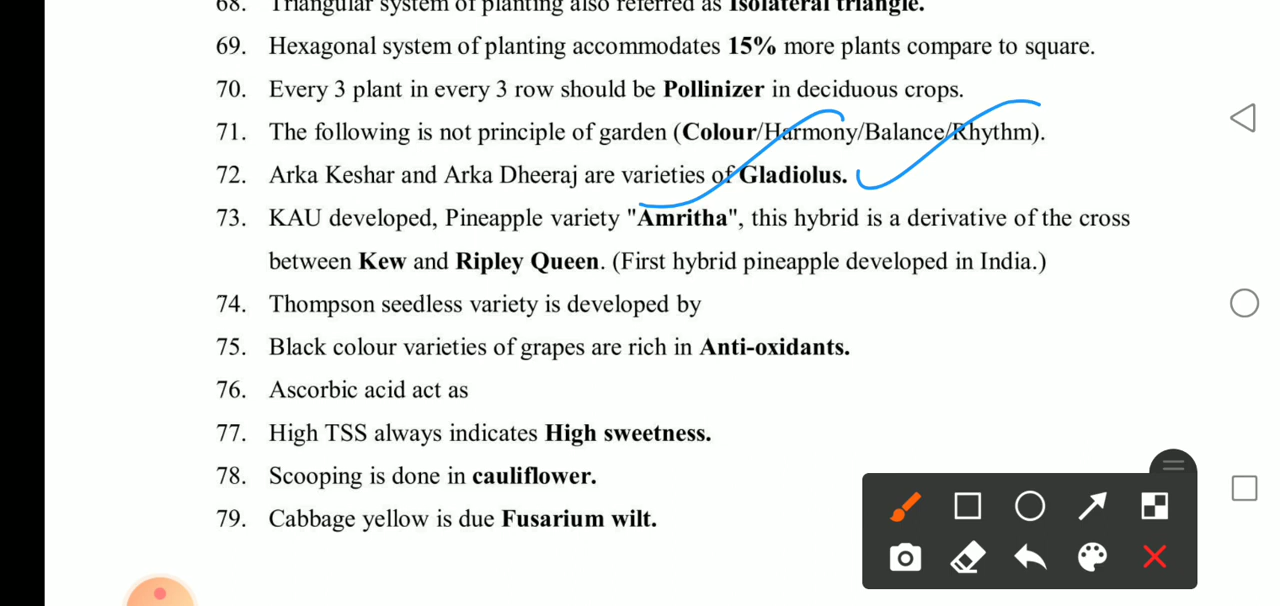 68. Triangular system of planting also referred as Isolateral triangle.
69. Hexagonal system of planting accommodates 15% more plants compare to square.
70. Every 3 plant in every 3 row should be Pollinizer in deciduous crops.
71. The following is not principle of garden (Colour/Harmony/Balance/Rhythm).
72. Arka Keshar and Arka Dheeraj are varieties of Gladiolus.
73. KAU developed, Pineapple variety "Amritha", this hybrid is a derivative of the cross
between Kew and Ripley Queen. (First hybrid pineapple developed in India.)
74. Thompson seedless variety is developed by
75. Black colour varieties of grapes are rich in Anti-oxidants.
76. Ascorbic acid act as
77. High TSS always indicates High sweetness.
78. Scooping is done in cauliflower.
79. Cabbage yellow is due Fusarium wilt.